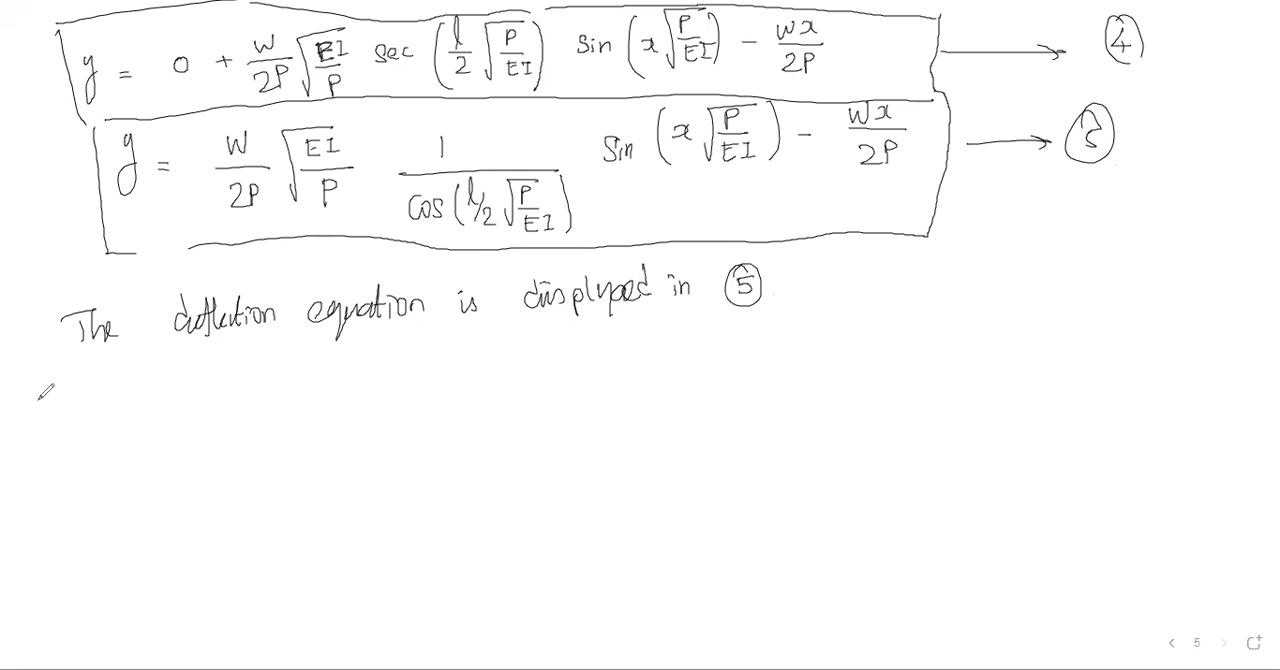 y = 0 + W/2P √(EI/P) sec (l/2 √(P/EI)) sin (x √(P/EI)) − Wx/2P → ④
y = W/2P √(EI/P) 1/cos(l/2 √(P/EI)) sin (x √(P/EI)) − Wx/2P → ⑤
The deflection equation is displyaed in ⑤
5